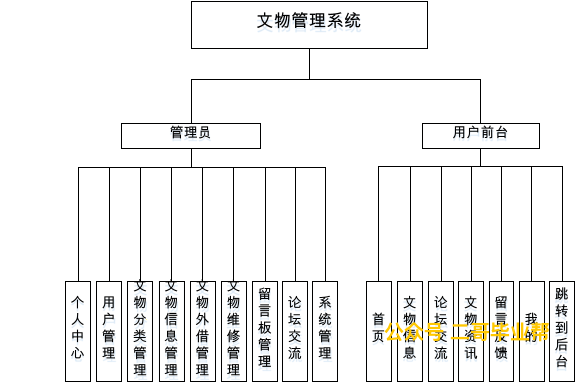 文物管理系统
管理员
用户前台
个人中心
用户管理
文物分类管理
文物信息管理
文物外借管理
文物维修管理
留言板管理
论坛交流
系统管理
首页
文物信息
论坛交流
文物资讯
留言反馈
我的
跳转到后台
公众号 二哥毕业帮